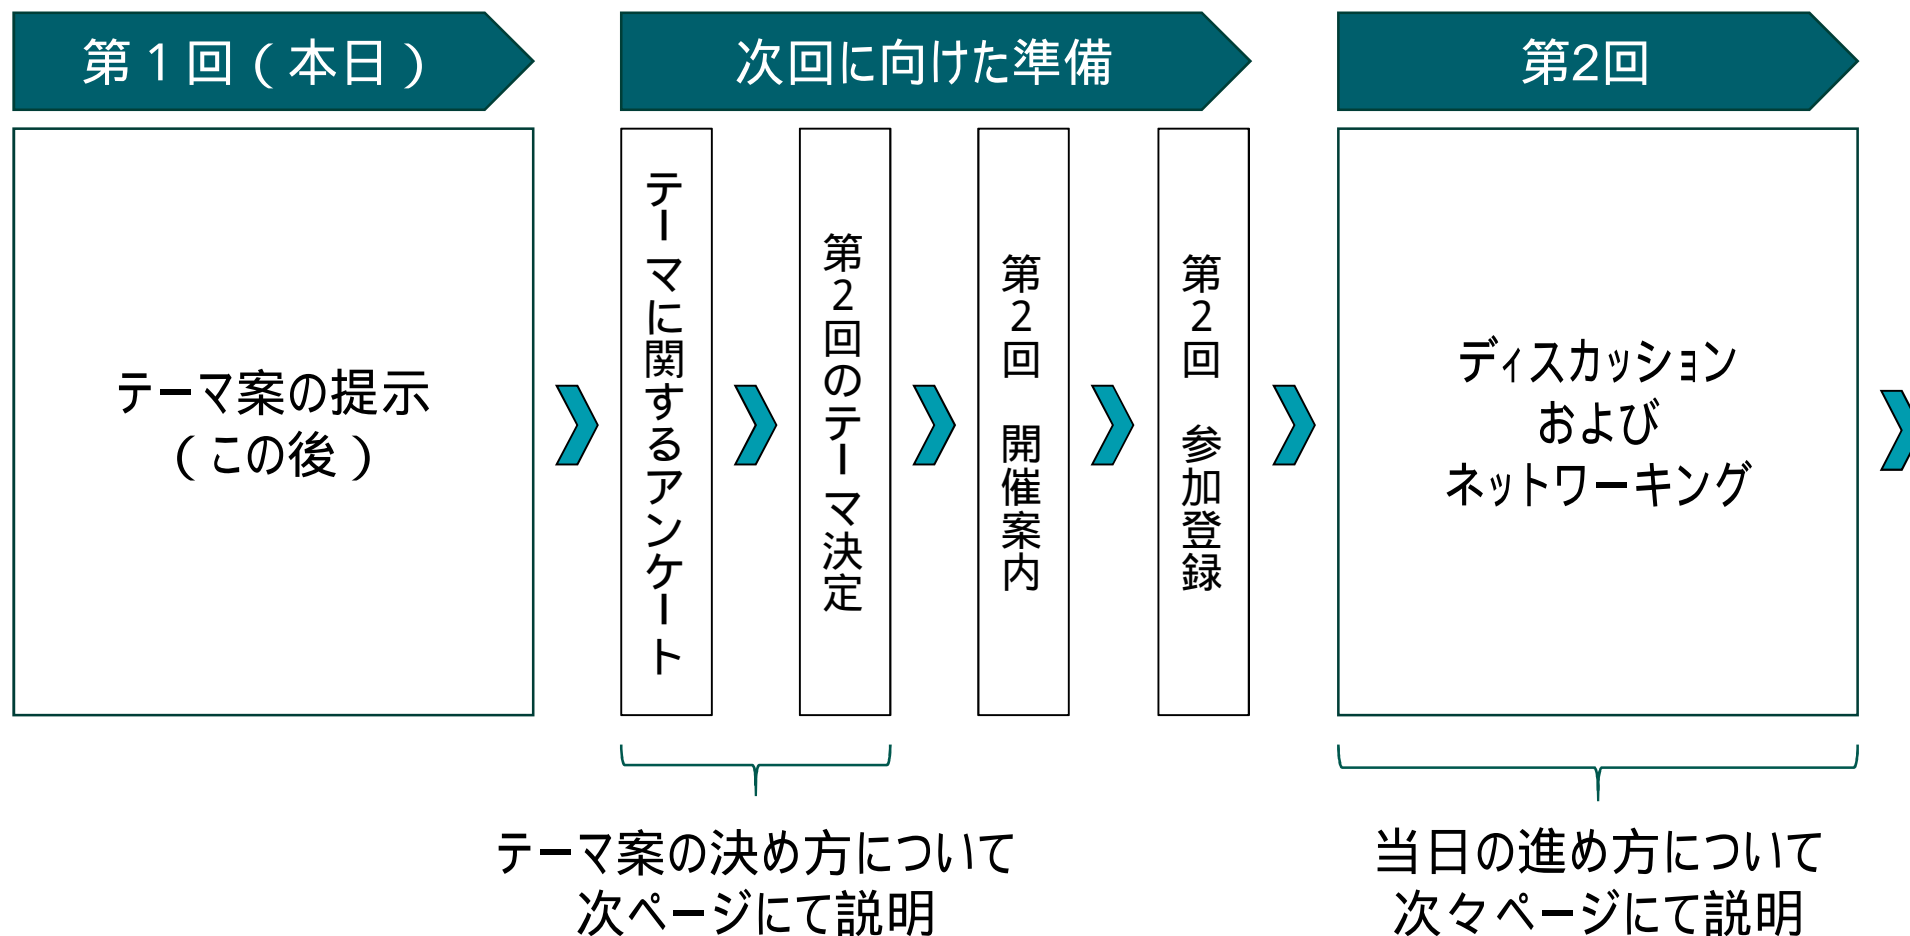 第1回(本日)
次回に向けた準備
第2回
テーマ案の提示
(この後)
テーマに関するアンケート
第2回のテーマ決定
第2回　開催案内
第2回　参加登録
ディスカッション
および
ネットワーキング
テーマ案の決め方について
次ページにて説明
当日の進め方について
次々ページにて説明